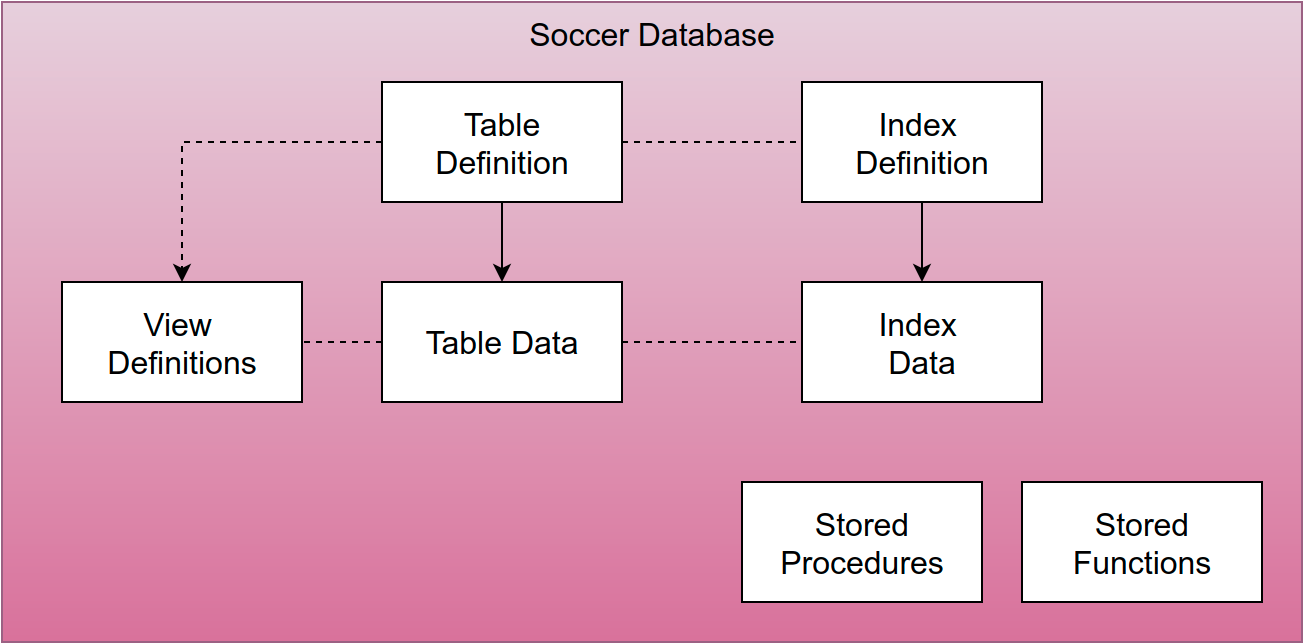 Soccer Database
Table
Definition
Index
Definition
View
Definitions
Table Data
Index
Data
Stored
Procedures
Stored
Functions